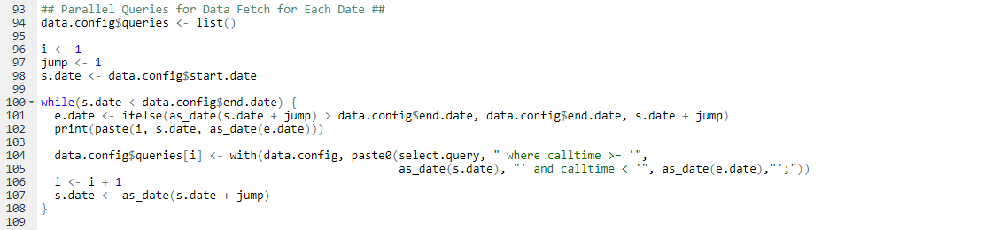 93 ## Parallel Queries for Data Fetch for Each Date ##
94 data.config$queries <- list()
95
96 i <- 1
97 jump <- 1
98 s.date <- data.config$start.date
99
100 while(s.date < data.config$end.date) {
101   e.date <- ifelse(as_date(s.date + jump) > data.config$end.date, data.config$end.date, s.date + jump)
102   print(paste(i, s.date, as_date(e.date)))
103
104   data.config$queries[i] <- with(data.config, paste0(select.query, " where calltime >= '",
105                                                      as_date(s.date), "' and calltime < '", as_date(e.date),"';"))
106   i <- i + 1
107   s.date <- as_date(s.date + jump)
108 }
109